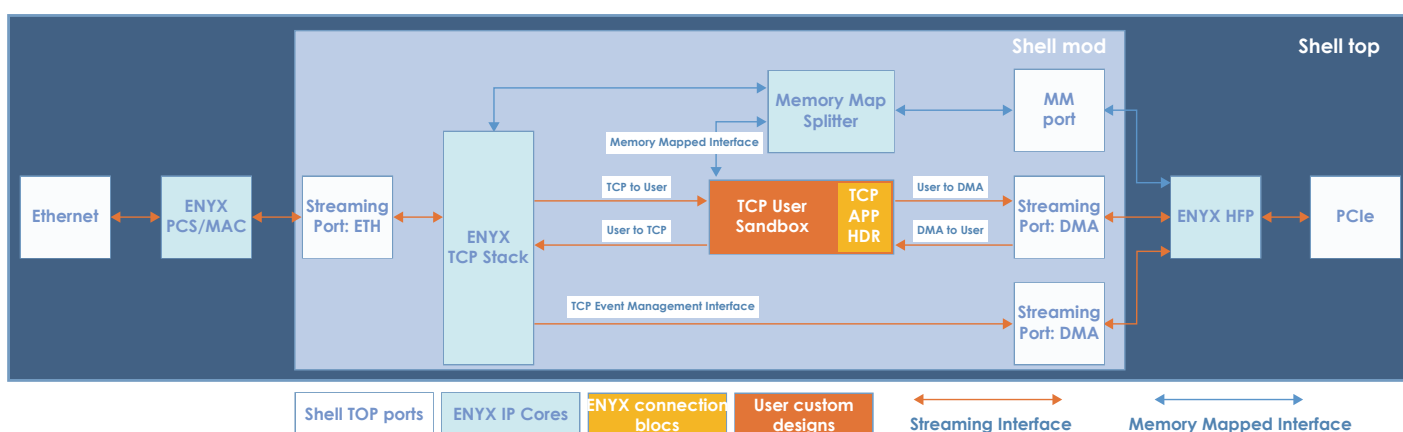 Shell mod
Shell top
Memory Map
Splitter
MM
port
Memory Mapped Interface
Ethernet
ENYX
PCS/MAC
Streaming
Port: ETH
ENYX
TCP Stack
TCP to User
User to TCP
TCP User
Sandbox
TCP
APP
HDR
User to DMA
DMA to User
Streaming
Port: DMA
ENYX HFP
PCIe
TCP Event Management Interface
Streaming
Port: DMA
Shell TOP ports
ENYX IP Cores
ENYX connection
blocs
User custom
designs
Streaming Interface
Memory Mapped Interface